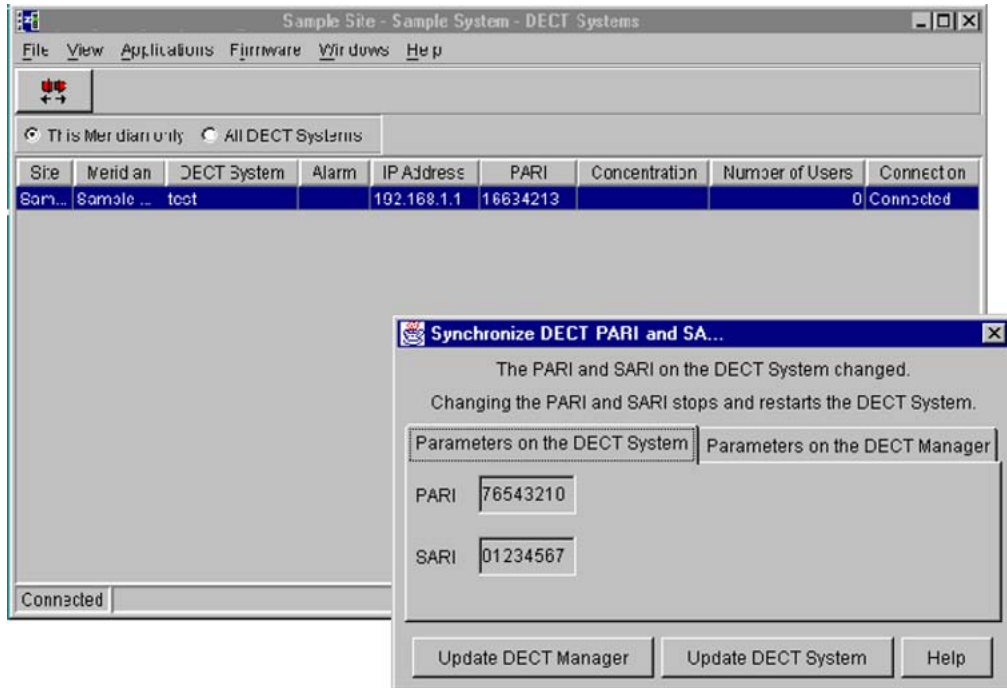 Sample Site - Sample System - DECT Systems
File View Applications Firmware Windows Help
This Meridian only All DECT Systems
Site Meridian DECT System Alarm IP Address PARI Concentration Number of Users Connection
Sam... Sample ... test 192.168.1.1 16634213 0 Connected
Synchronize DECT PARI and SA...
The PARI and SARI on the DECT System changed.
Changing the PARI and SARI stops and restarts the DECT System.
Parameters on the DECT System Parameters on the DECT Manager
PARI 76543210
SARI 01234567
Connected
Update DECT Manager Update DECT System Help